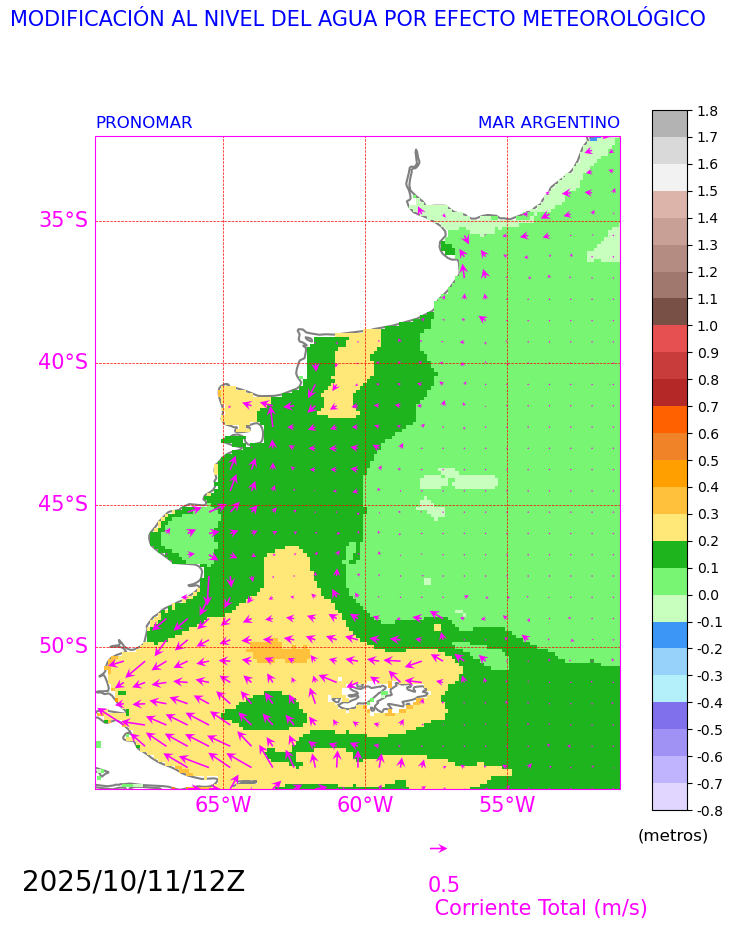 MODIFICACIÓN AL NIVEL DEL AGUA POR EFECTO METEOROLÓGICO
PRONOMAR
MAR ARGENTINO
35°S
40°S
45°S
50°S
65°W
60°W
55°W
1.8
1.7
1.6
1.5
1.4
1.3
1.2
1.1
1.0
0.9
0.8
0.7
0.6
0.5
0.4
0.3
0.2
0.1
0.0
-0.1
-0.2
-0.3
-0.4
-0.5
-0.6
-0.7
-0.8
(metros)
2025/10/11/12Z
0.5
Corriente Total (m/s)